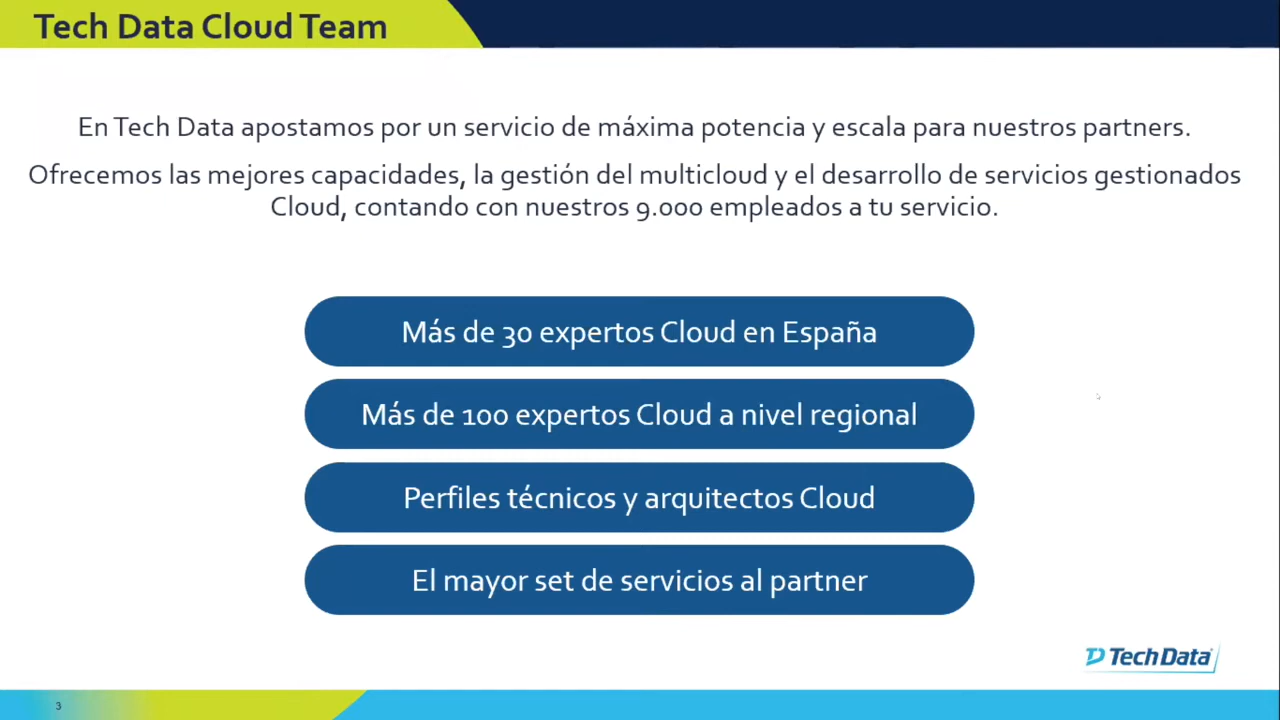 Tech Data Cloud Team
En Tech Data apostamos por un servicio de máxima potencia y escala para nuestros partners.
Ofrecemos las mejores capacidades, la gestión del multicloud y el desarrollo de servicios gestionados
Cloud, contando con nuestros 9.000 empleados a tu servicio.
Más de 30 expertos Cloud en España
Más de 100 expertos Cloud a nivel regional
Perfiles técnicos y arquitectos Cloud
El mayor set de servicios al partner
Tech Data
3